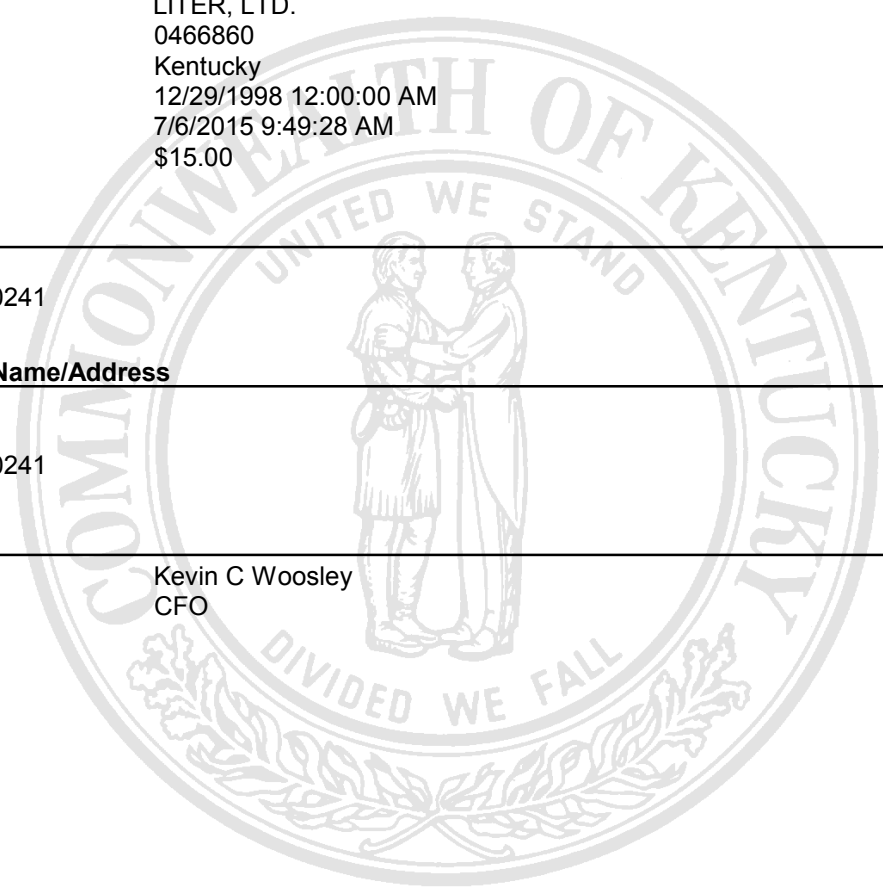 LITER, LTD.
0466860
Kentucky
12/29/1998 12:00:00 AM
7/6/2015 9:49:28 AM
$15.00
0241
Name/Address
0241
Kevin C Woosley
CFO
COMMONWEALTH OF KENTUCKY
UNITED WE STAND
DIVIDED WE FALL